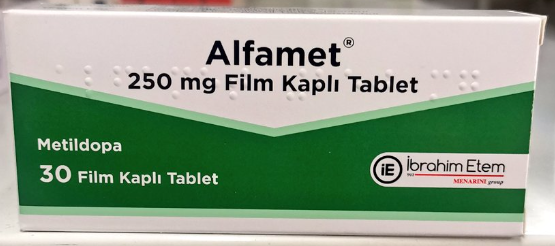 Alfamet®
250 mg Film Kaplı Tablet
Metildopa
30 Film Kaplı Tablet
iE
İbrahim Etem
MENARINI group